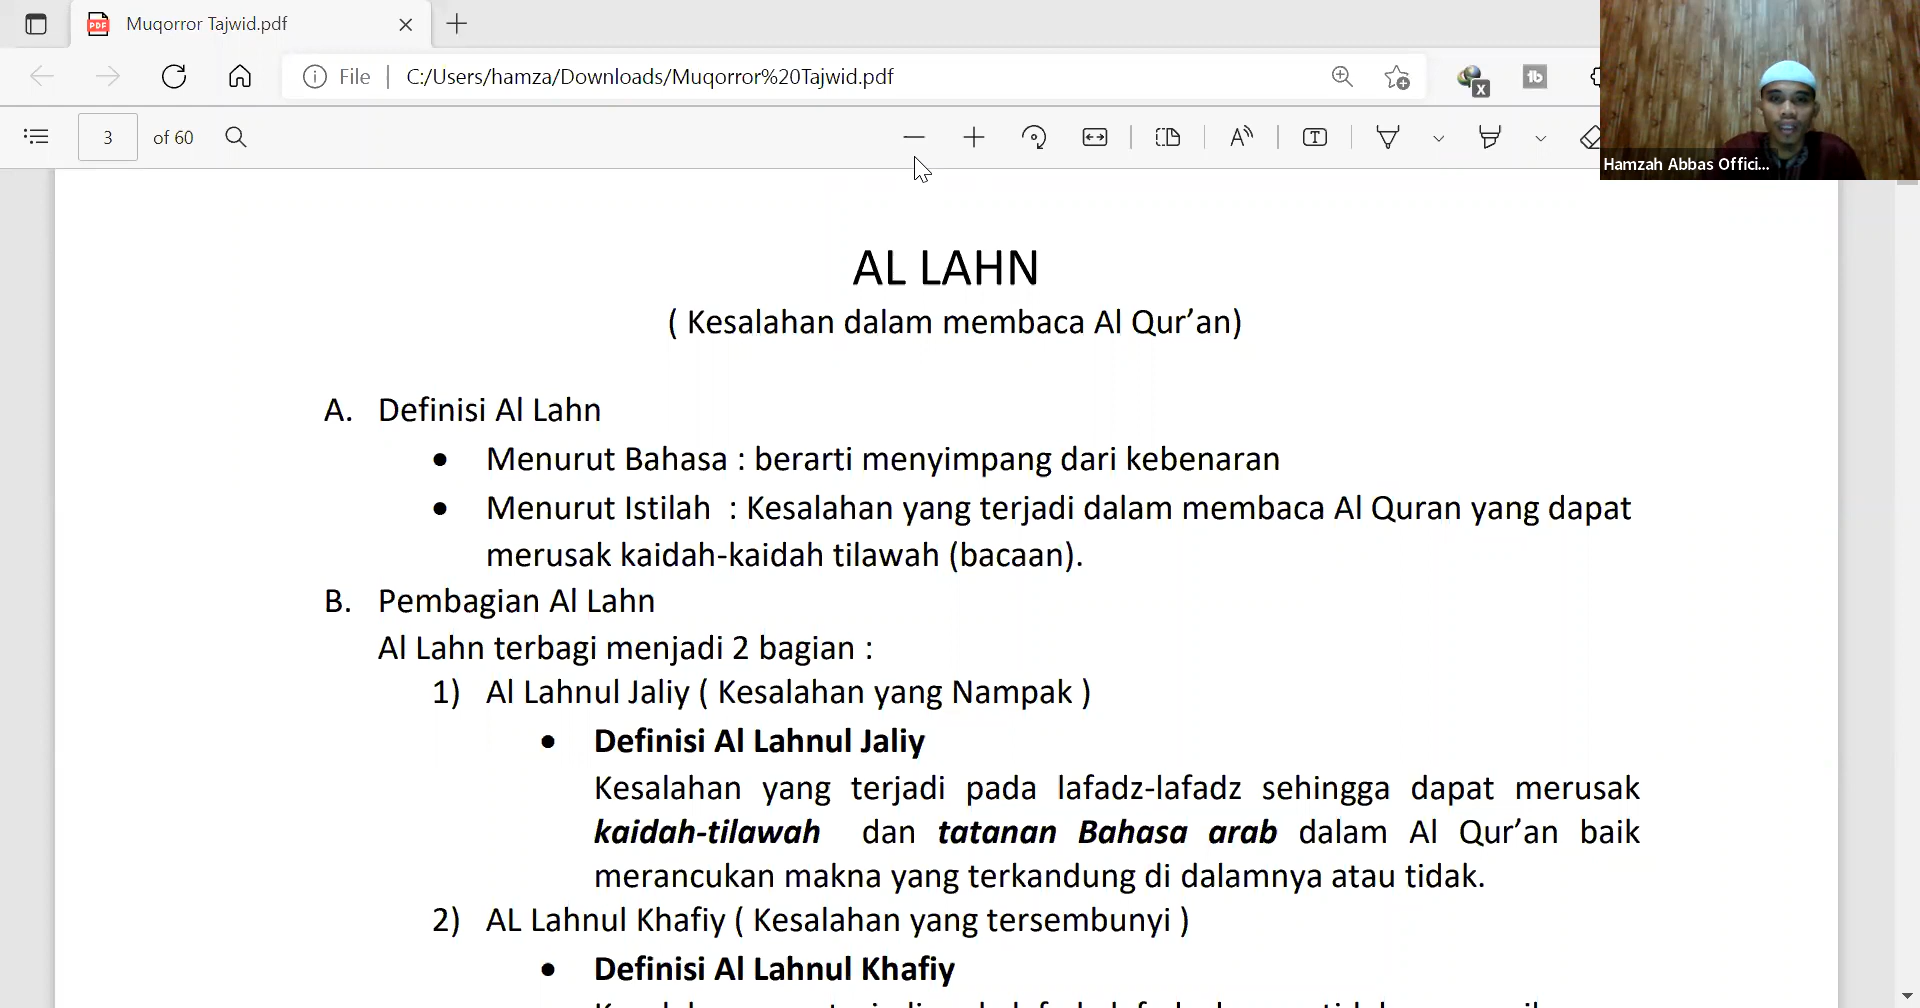 Muqorror Tajwid.pdf
File
C:/Users/hamza/Downloads/Muqorror%20Tajwid.pdf
3 of 60
Hamzah Abbas Offici...
AL LAHN
( Kesalahan dalam membaca Al Qur’an)
A. Definisi Al Lahn
• Menurut Bahasa : berarti menyimpang dari kebenaran
• Menurut Istilah : Kesalahan yang terjadi dalam membaca Al Quran yang dapat
merusak kaidah-kaidah tilawah (bacaan).
B. Pembagian Al Lahn
Al Lahn terbagi menjadi 2 bagian :
1) Al Lahnul Jaliy ( Kesalahan yang Nampak )
• Definisi Al Lahnul Jaliy
Kesalahan yang terjadi pada lafadz-lafadz sehingga dapat merusak
kaidah-tilawah dan tatanan Bahasa arab dalam Al Qur’an baik
merancukan makna yang terkandung di dalamnya atau tidak.
2) AL Lahnul Khafiy ( Kesalahan yang tersembunyi )
• Definisi Al Lahnul Khafiy